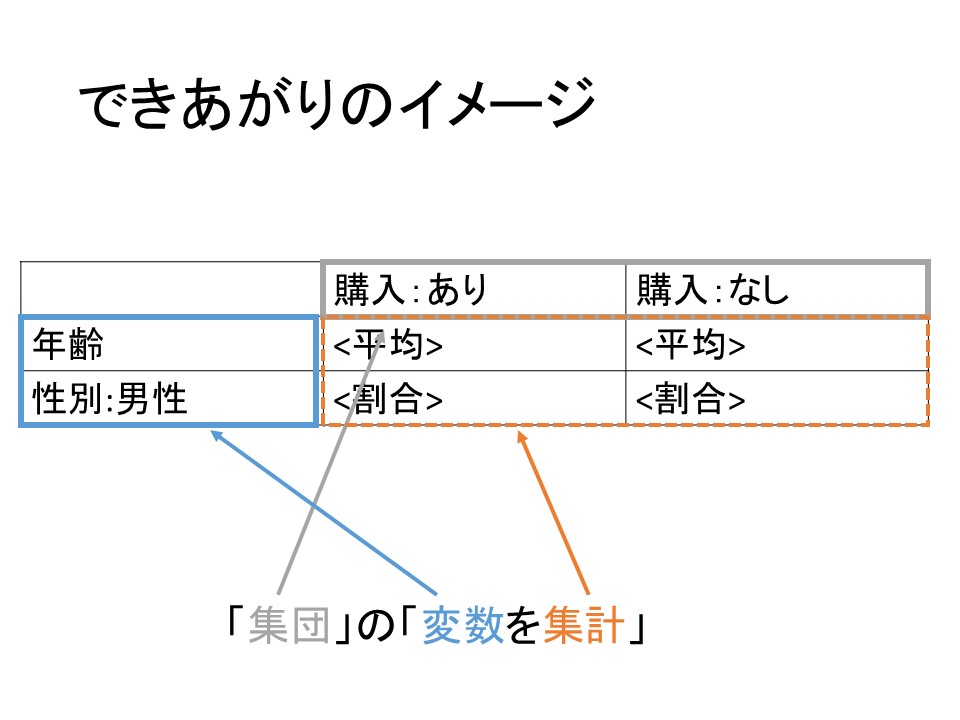 できあがりのイメージ
購入：あり 購入：なし
年齢 <平均> <平均>
性別:男性 <割合> <割合>
「集団」の「変数を集計」